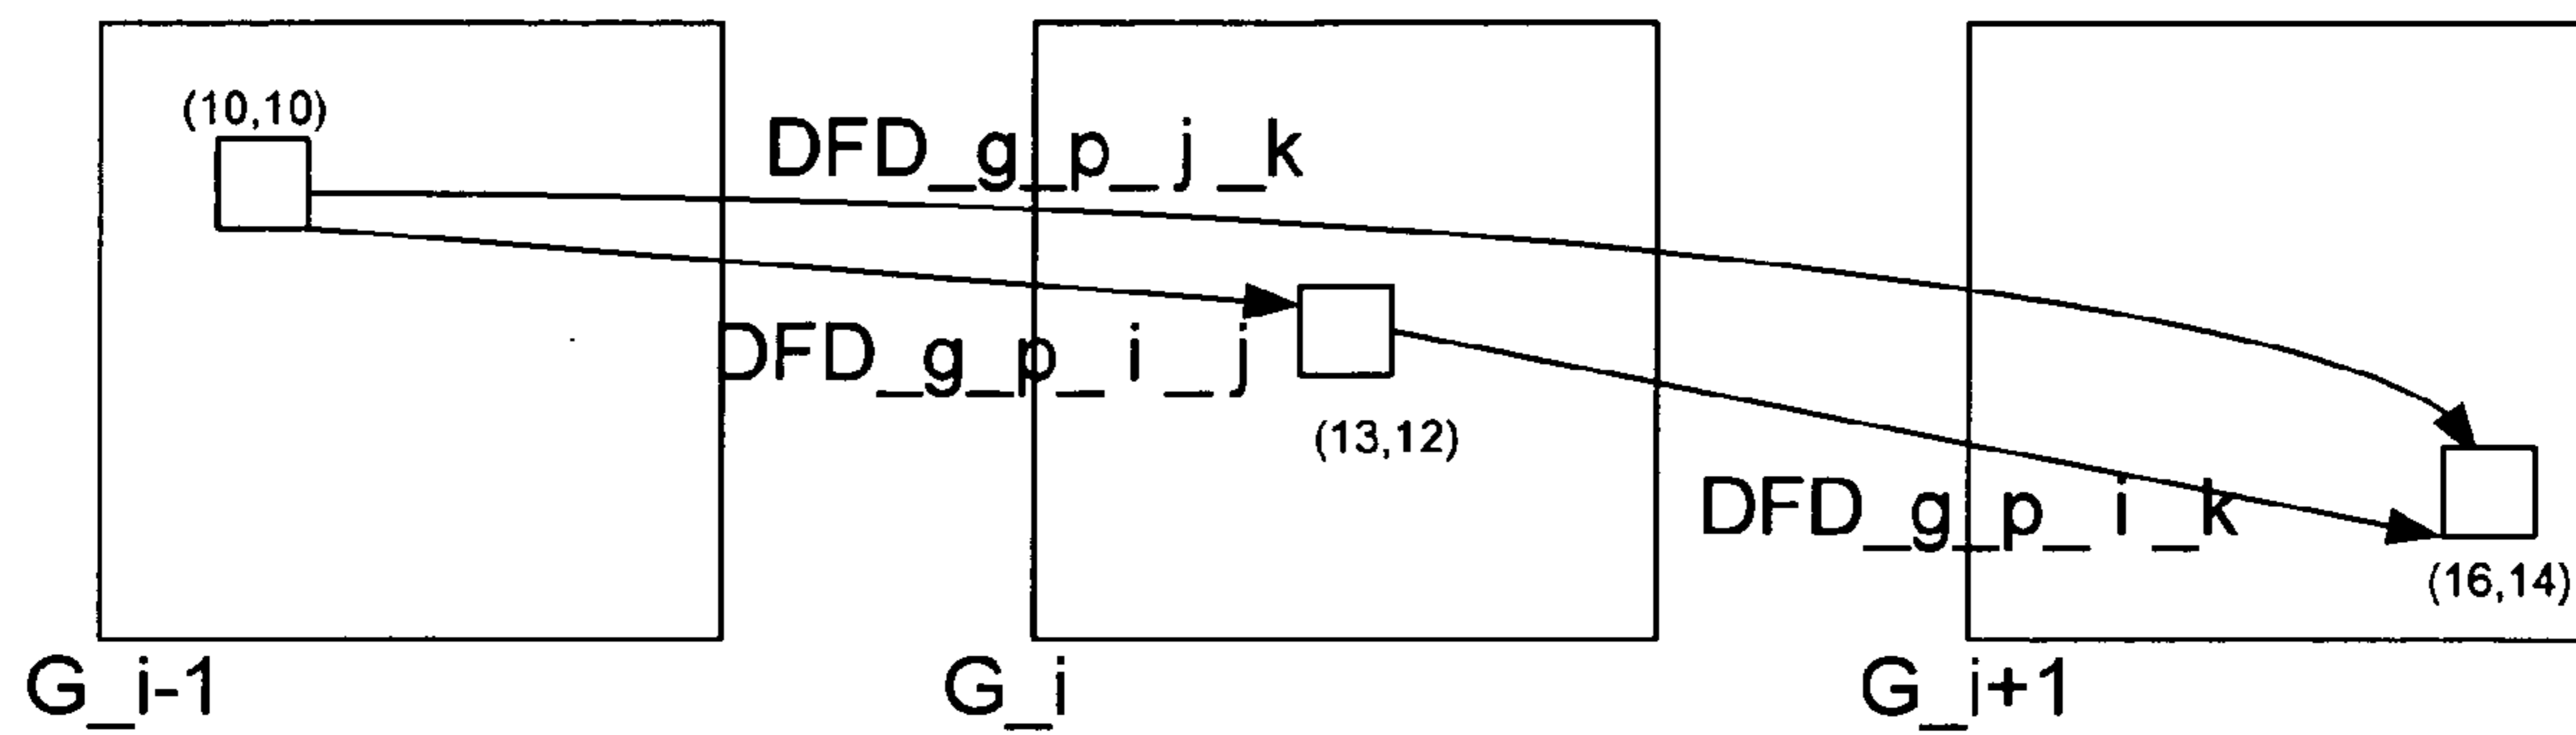 (10,10)
DFD_g_p_j_k
DFD_g_p_i_j
(13,12)
DFD_g_p_i_k
(16,14)
G_i-1
G_i
G_i+1